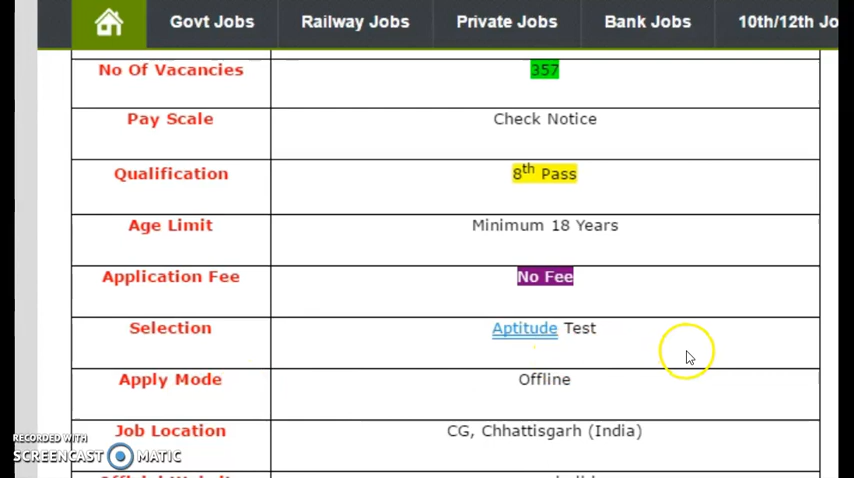 Govt Jobs Railway Jobs Private Jobs Bank Jobs 10th/12th Jo
No Of Vacancies 357
Pay Scale Check Notice
Qualification 8th Pass
Age Limit Minimum 18 Years
Application Fee No Fee
Selection Aptitude Test
Apply Mode Offline
Job Location CG, Chhattisgarh (India)
RECORDED WITH
SCREENCAST MATIC